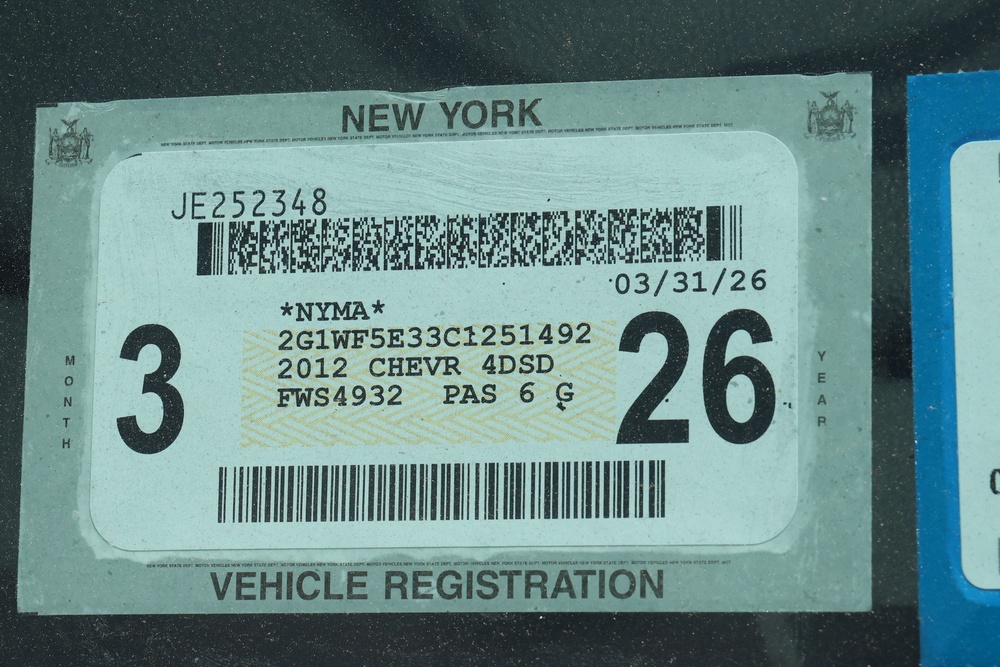 NEW YORK
JE252348
03/31/26
*NYMA*
2G1WF5E33C1251492
2012 CHEVR 4DSD
FWS4932 PAS 6 G
3
26
MONTH
YEAR
VEHICLE REGISTRATION